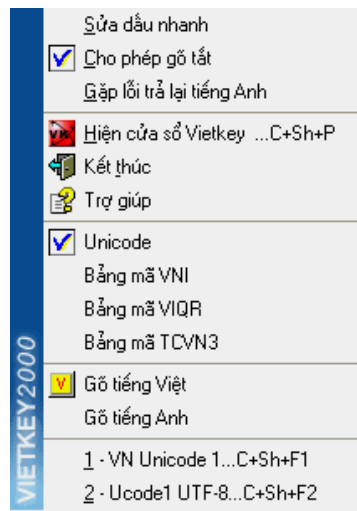 Sửa dấu nhanh
Cho phép gõ tắt
Gặp lỗi trả lại tiếng Anh
Hiện cửa sổ Vietkey ...C+Sh+P
Kết thúc
Trợ giúp
Unicode
Bảng mã VNI
Bảng mã VIQR
Bảng mã TCVN3
Gõ tiếng Việt
Gõ tiếng Anh
1 - VN Unicode 1...C+Sh+F1
2 - Ucode1 UTF-8...C+Sh+F2
VIETKEY2000
VK
V